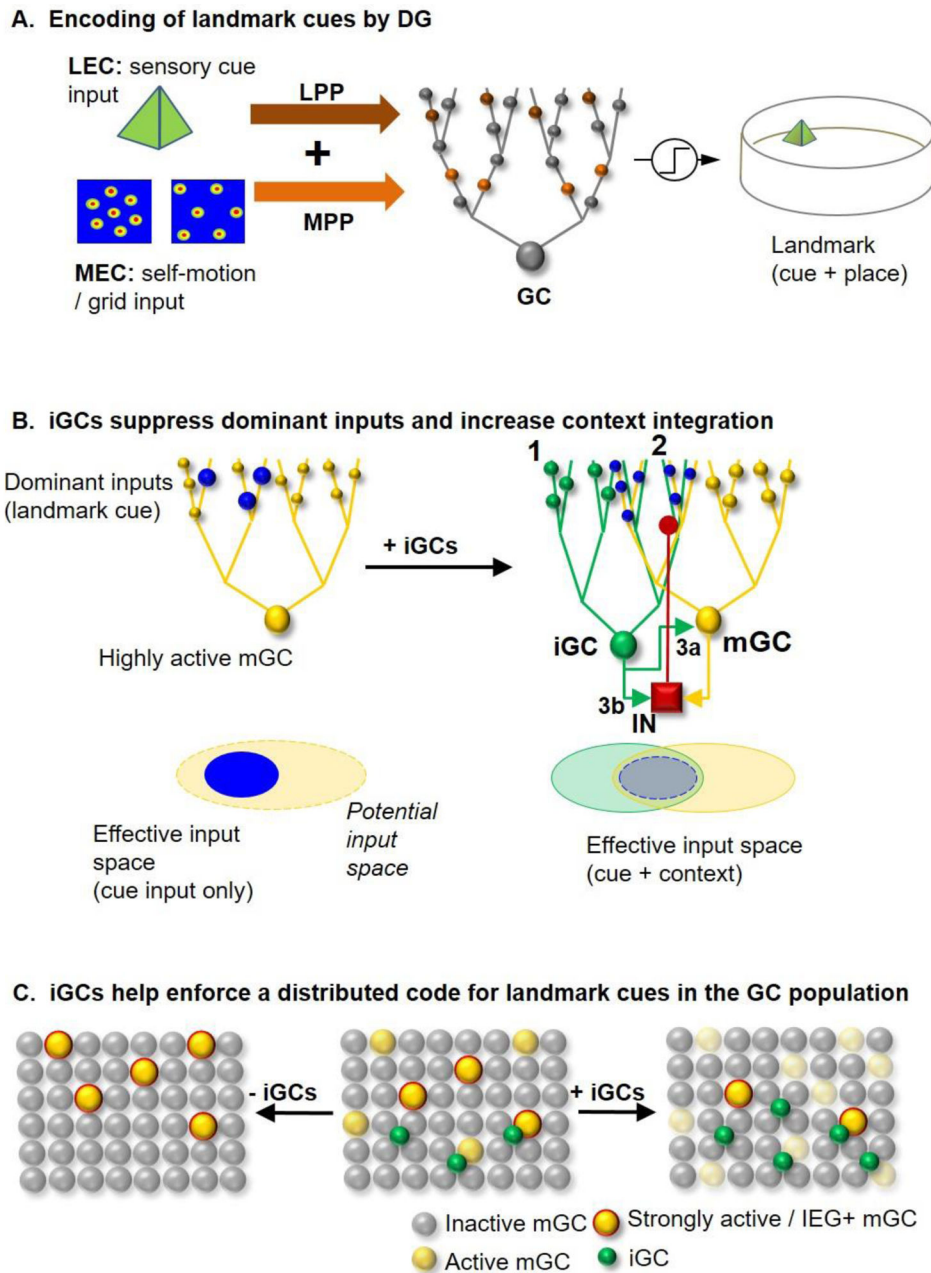 A. Encoding of landmark cues by DG
LEC: sensory cue
input
LPP
+
MPP
MEC: self-motion
/ grid input
GC
Landmark
(cue + place)
B. iGCs suppress dominant inputs and increase context integration
Dominant inputs
(landmark cue)
+ iGCs
Highly active mGC
1
2
iGC
mGC
3a
3b
IN
Effective input
space
(cue input only)
Potential
input
space
Effective input space
(cue + context)
C. iGCs help enforce a distributed code for landmark cues in the GC population
- iGCs
+ iGCs
Inactive mGC
Strongly active / IEG+ mGC
Active mGC
iGC